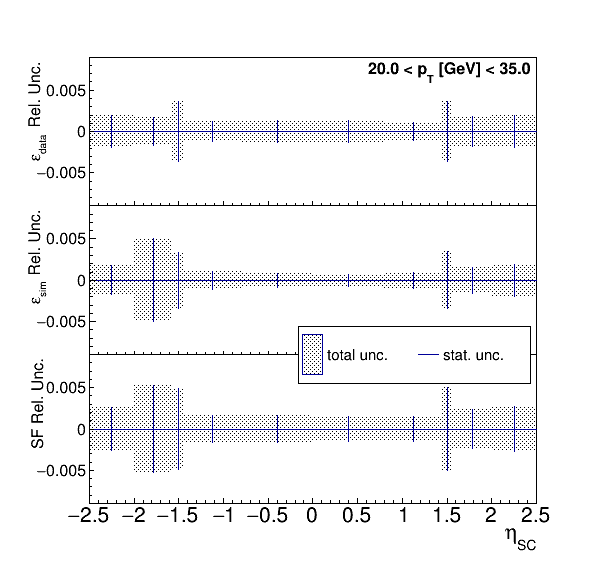 20.0 < p_T [GeV] < 35.0
ε_data Rel. Unc.
0.005
0
−0.005
ε_sim Rel. Unc.
0.005
0
−0.005
total unc. stat. unc.
SF Rel. Unc.
0.005
0
−0.005
−2.5 −2 −1.5 −1 −0.5 0 0.5 1 1.5 2 2.5
η_SC